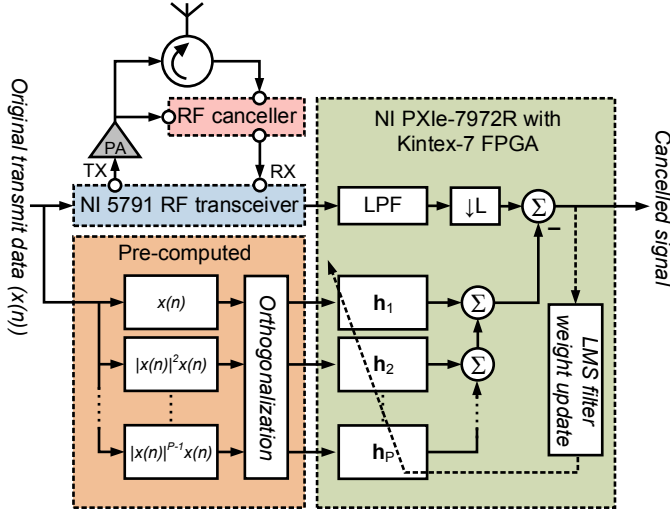 Original transmit data (x(n))
PA
TX
RF canceller
RX
NI 5791 RF transceiver
NI PXIe-7972R with
Kintex-7 FPGA
LPF
↓L
Σ
−
Cancelled signal
Pre-computed
x(n)
|x(n)|²x(n)
|x(n)|ᴾ⁻¹x(n)
Orthogonalization
h₁
Σ
h₂
Σ
hₚ
LMS filter
weight update